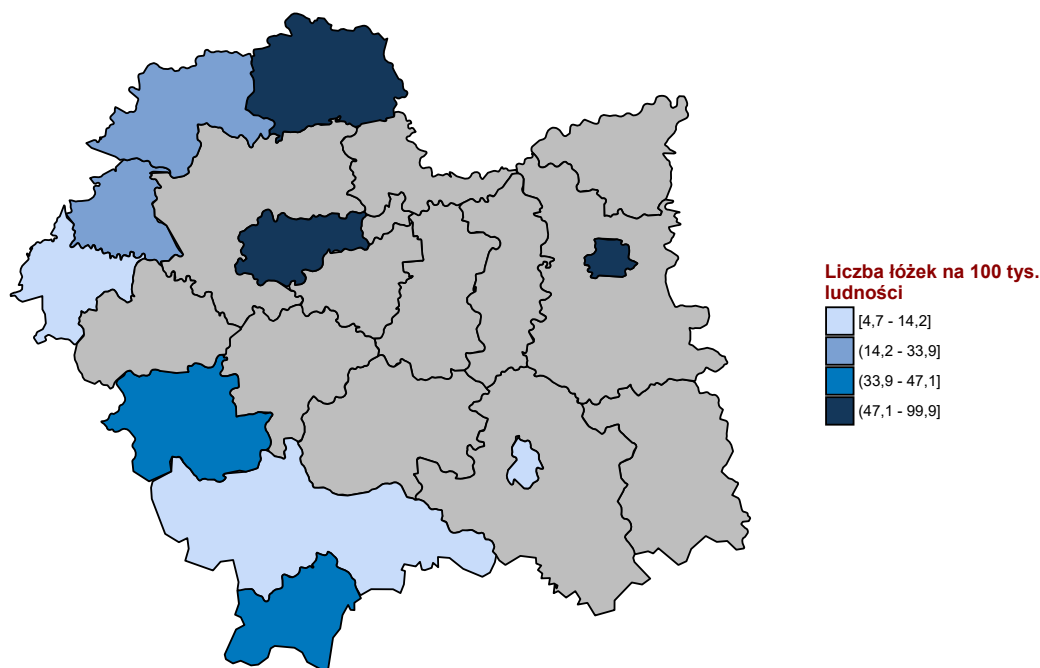 Liczba łóżek na 100 tys.
ludności
[4,7 - 14,2]
(14,2 - 33,9]
(33,9 - 47,1]
(47,1 - 99,9]